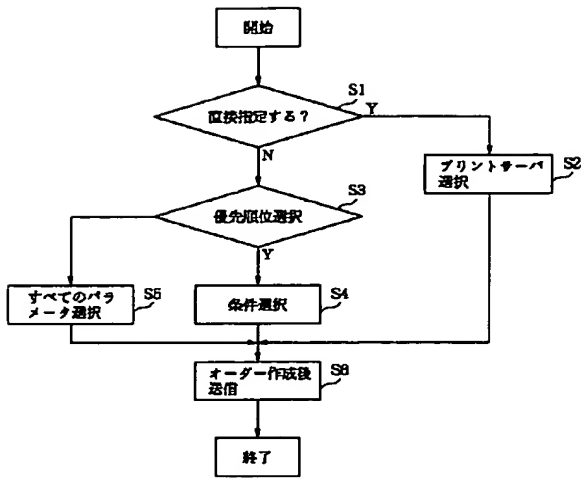 開始
直接指定する?
S1
Y
N
プリントサーバ
選択
S2
優先順位選択
S3
Y
すべてのパラ
メータ選択
S5
条件選択
S4
オーダー作成後
送信
S6
終了